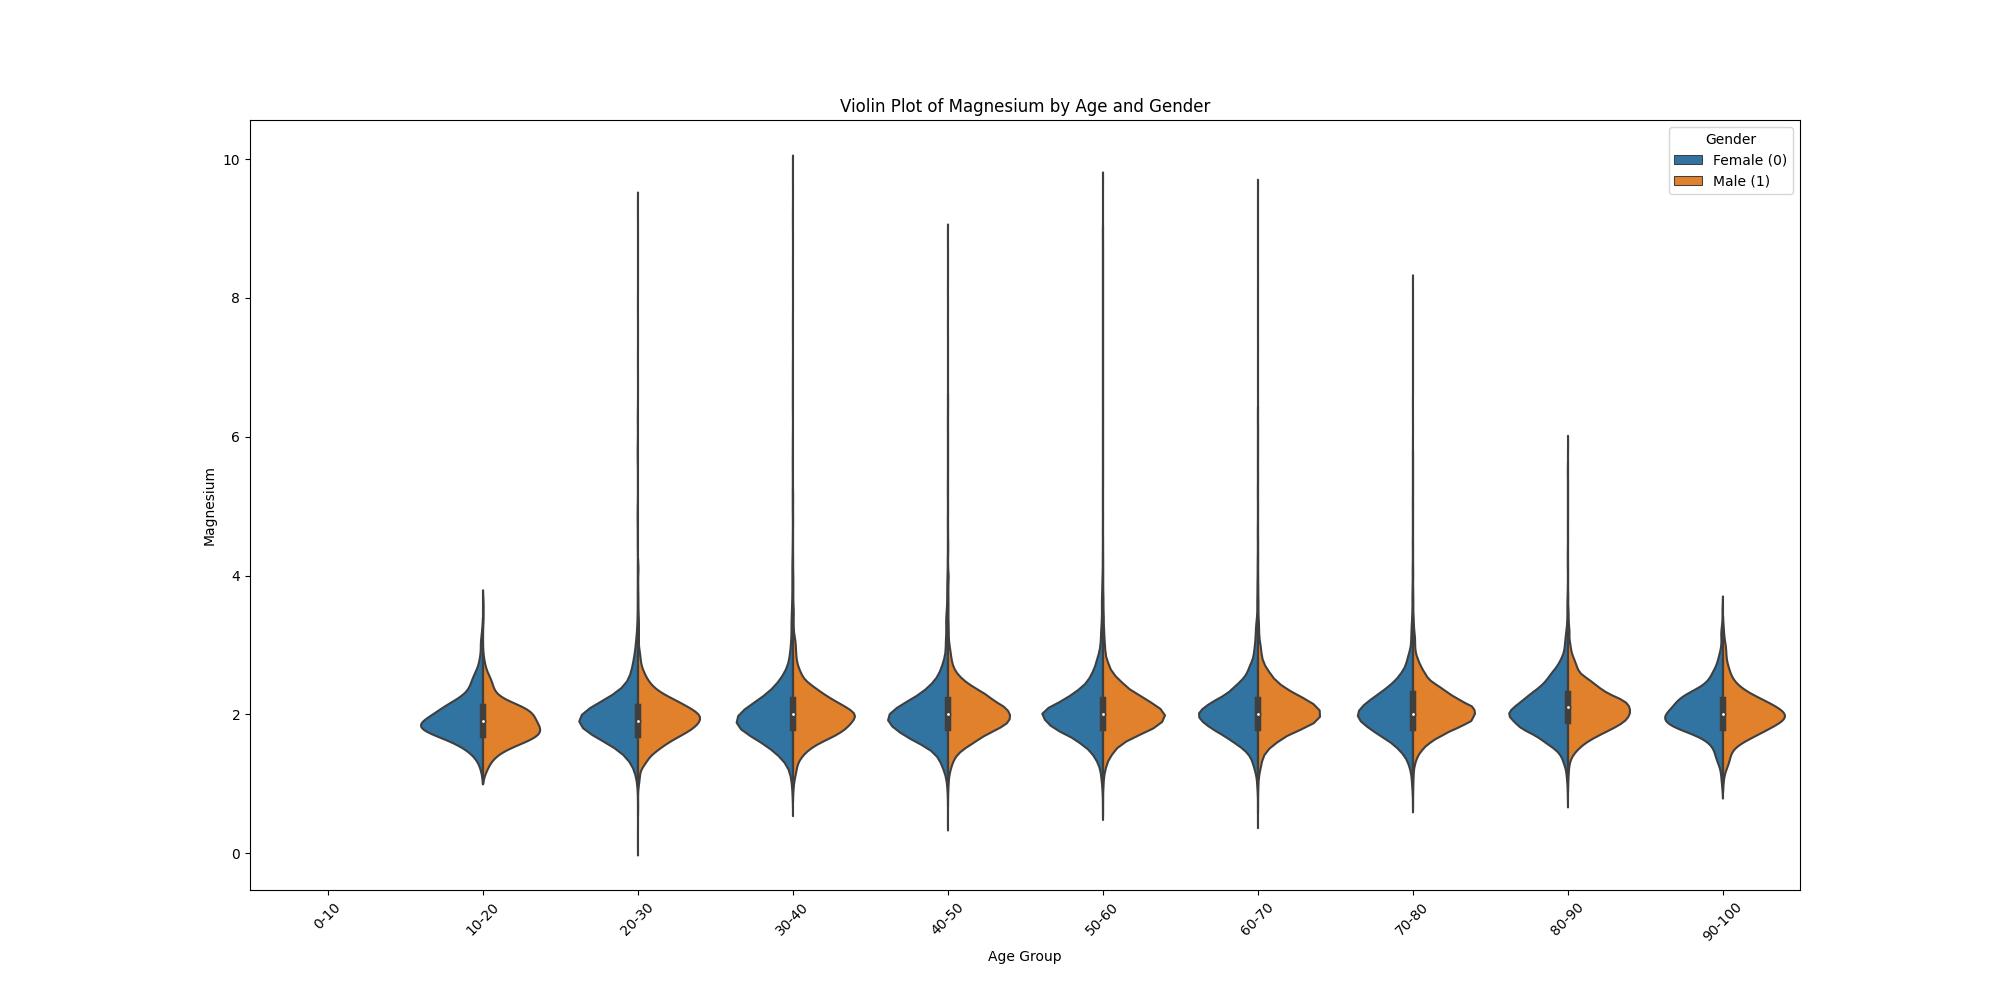 Violin Plot of Magnesium by Age and Gender
Gender
Female (0)
Male (1)
10
8
6
4
2
0
Magnesium
0-10
10-20
20-30
30-40
40-50
50-60
60-70
70-80
80-90
90-100
Age Group